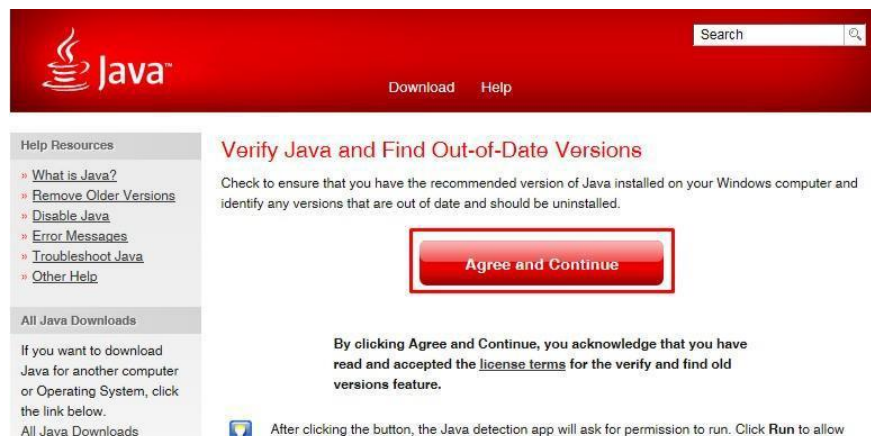 Search
Java™
Download Help
Help Resources
» What is Java?
» Remove Older Versions
» Disable Java
» Error Messages
» Troubleshoot Java
» Other Help
All Java Downloads
If you want to download
Java for another computer
or Operating System, click
the link below.
All Java Downloads
Verify Java and Find Out-of-Date Versions
Check to ensure that you have the recommended version of Java installed on your Windows computer and
identify any versions that are out of date and should be uninstalled.
Agree and Continue
By clicking Agree and Continue, you acknowledge that you have
read and accepted the license terms for the verify and find old
versions feature.
After clicking the button, the Java detection app will ask for permission to run. Click Run to allow